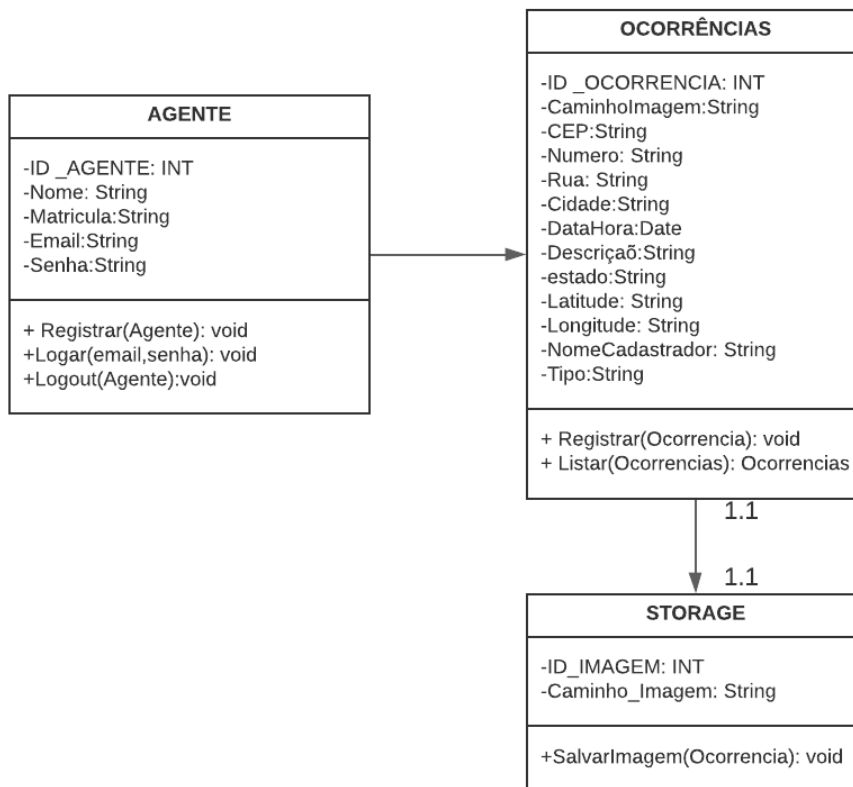 AGENTE
-ID _AGENTE: INT
-Nome: String
-Matricula:String
-Email:String
-Senha:String
+ Registrar(Agente): void
+Logar(email,senha): void
+Logout(Agente):void
OCORRÊNCIAS
-ID _OCORRENCIA: INT
-CaminhoImagem:String
-CEP:String
-Numero: String
-Rua: String
-Cidade:String
-DataHora:Date
-Descriçaõ:String
-estado:String
-Latitude: String
-Longitude: String
-NomeCadastrador: String
-Tipo:String
+ Registrar(Ocorrencia): void
+ Listar(Ocorrencias): Ocorrencias
1.1
1.1
STORAGE
-ID_IMAGEM: INT
-Caminho_Imagem: String
+SalvarImagem(Ocorrencia): void